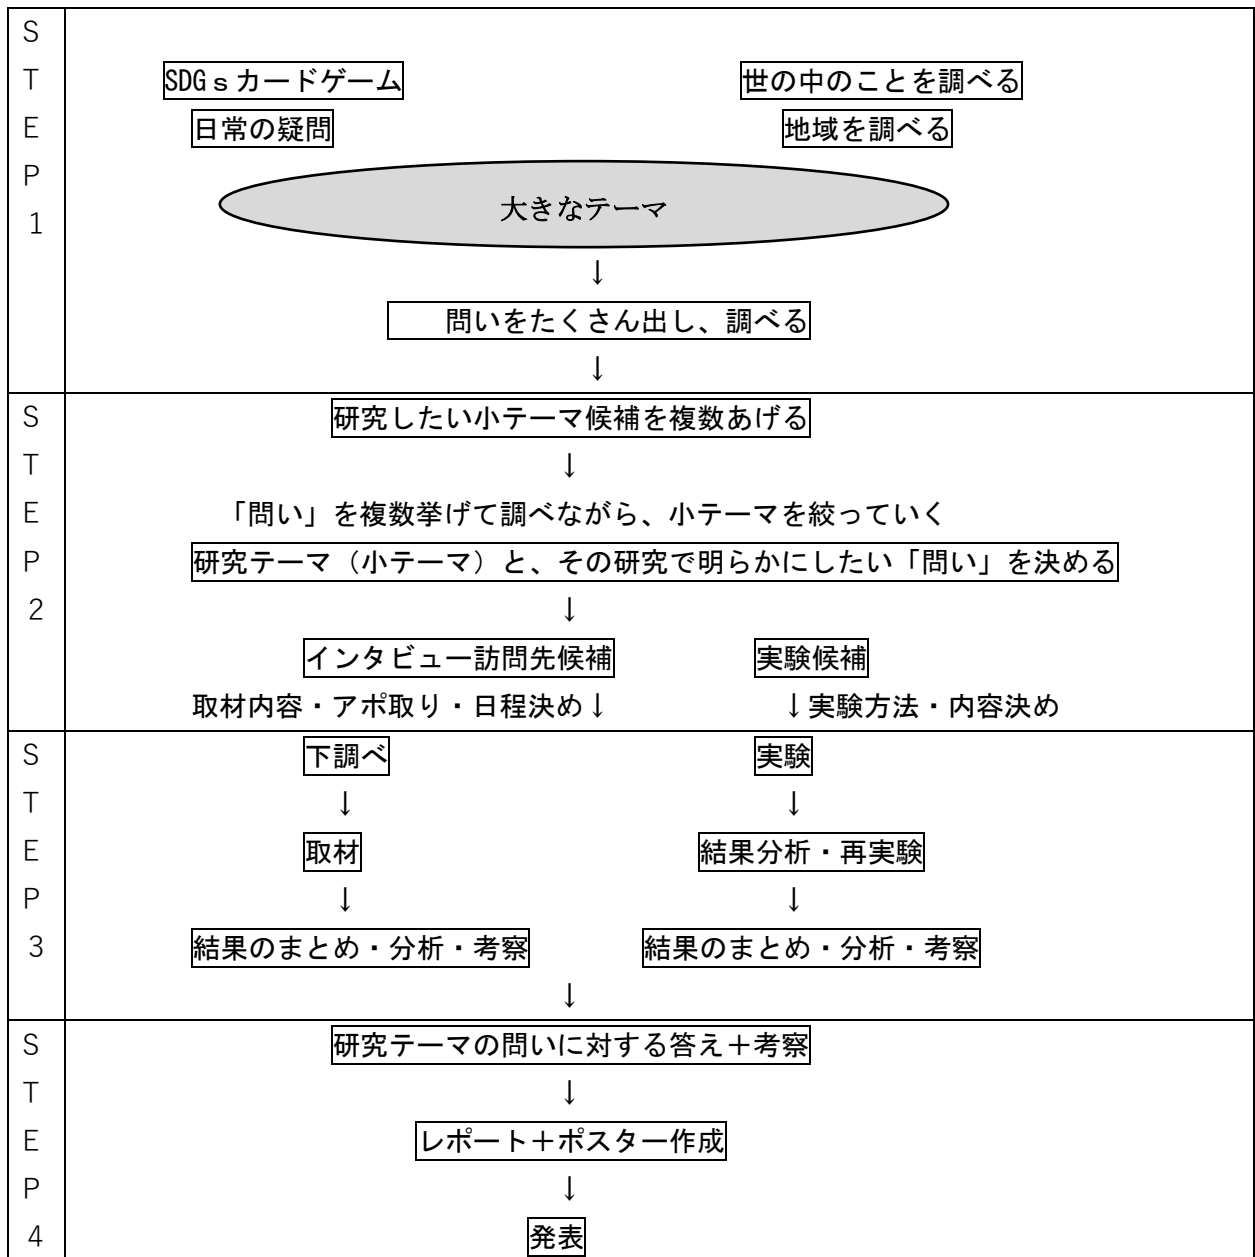 STEP1
SDGｓカードゲーム　世の中のことを調べる
日常の疑問　地域を調べる
大きなテーマ
↓
問いをたくさん出し、調べる
↓
STEP2
研究したい小テーマ候補を複数あげる
↓
「問い」を複数挙げて調べながら、小テーマを絞っていく
研究テーマ（小テーマ）と、その研究で明らかにしたい「問い」を決める
↓
インタビュー訪問先候補　実験候補
取材内容・アポ取り・日程決め↓　↓実験方法・内容決め
STEP3
下調べ　実験
↓　↓
取材　結果分析・再実験
↓　↓
結果のまとめ・分析・考察　結果のまとめ・分析・考察
↓
STEP4
研究テーマの問いに対する答え＋考察
↓
レポート＋ポスター作成
↓
発表